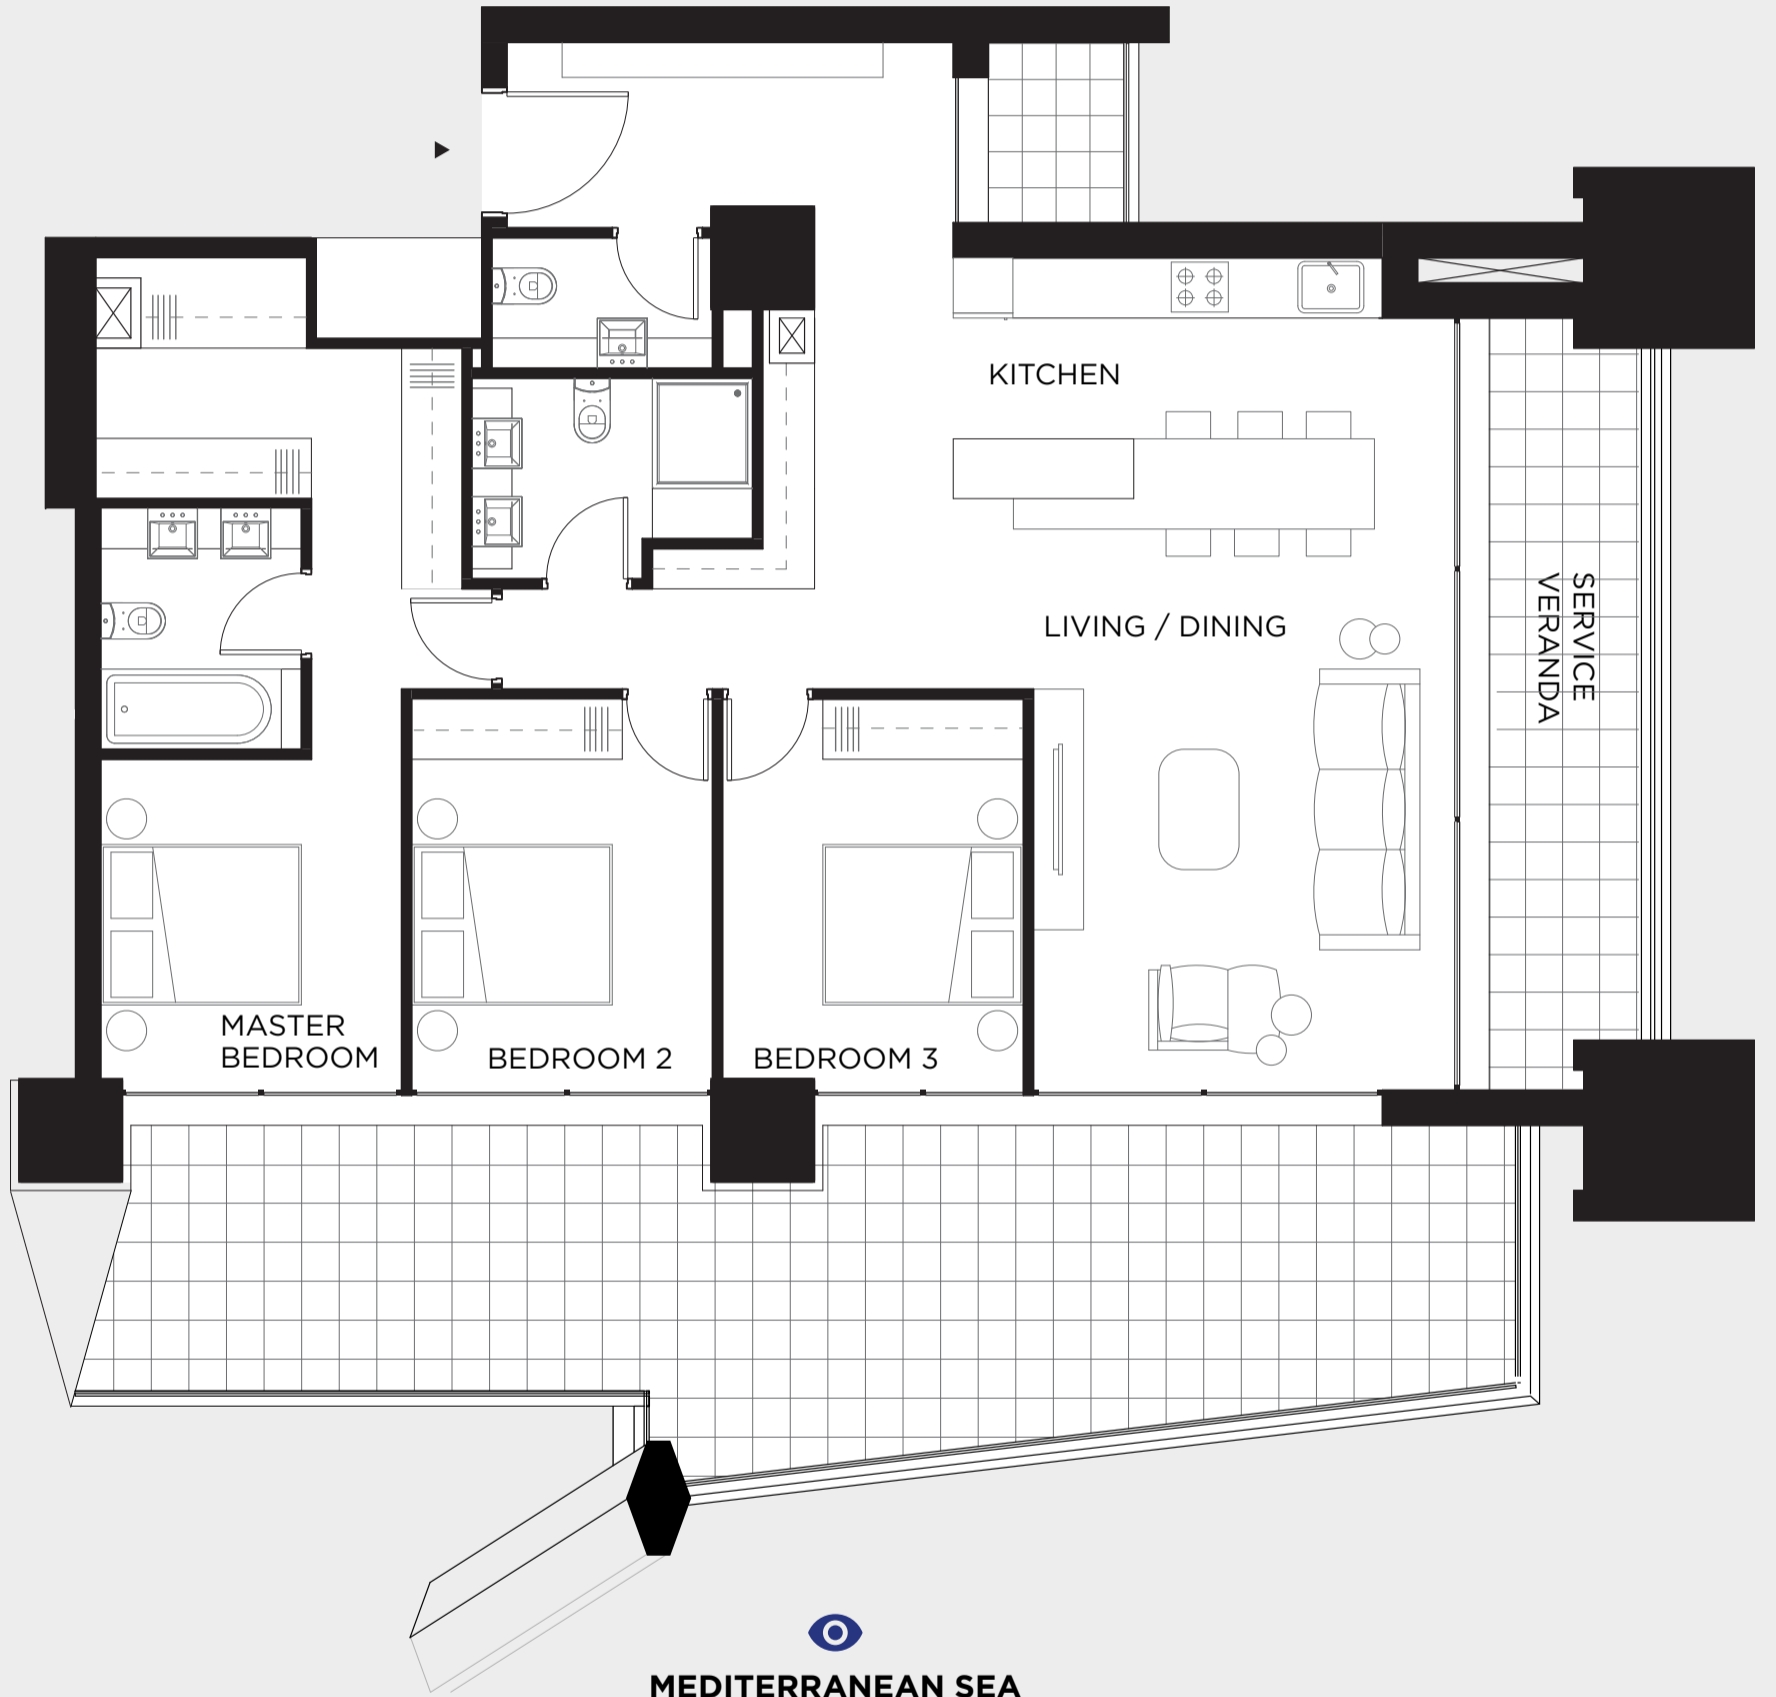 KITCHEN
LIVING / DINING
SERVICE
VERANDA
MASTER
BEDROOM
BEDROOM 2
BEDROOM 3
MEDITERRANEAN SEA